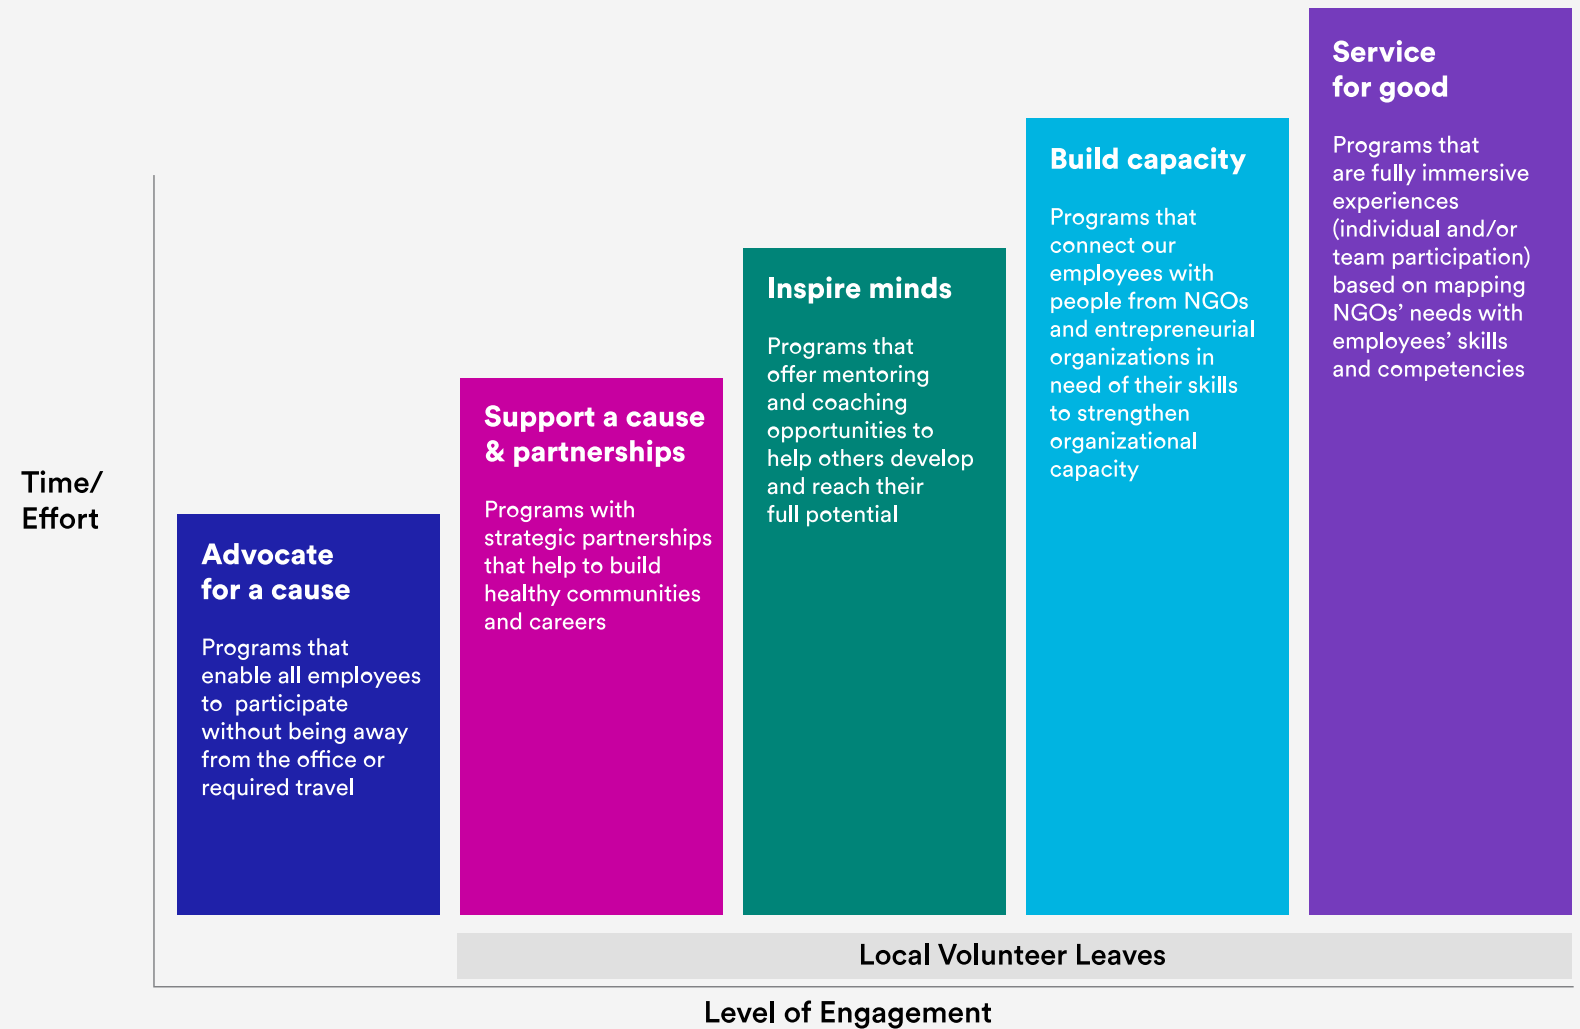 Time/
Effort
Advocate
for a cause
Programs that
enable all employees
to participate
without being away
from the office or
required travel
Support a cause
& partnerships
Programs with
strategic partnerships
that help to build
healthy communities
and careers
Inspire minds
Programs that
offer mentoring
and coaching
opportunities to
help others develop
and reach their
full potential
Build capacity
Programs that
connect our
employees with
people from NGOs
and entrepreneurial
organizations in
need of their skills
to strengthen
organizational
capacity
Service
for good
Programs that
are fully immersive
experiences
(individual and/or
team participation)
based on mapping
NGOs’ needs with
employees’ skills
and competencies
Local Volunteer Leaves
Level of Engagement